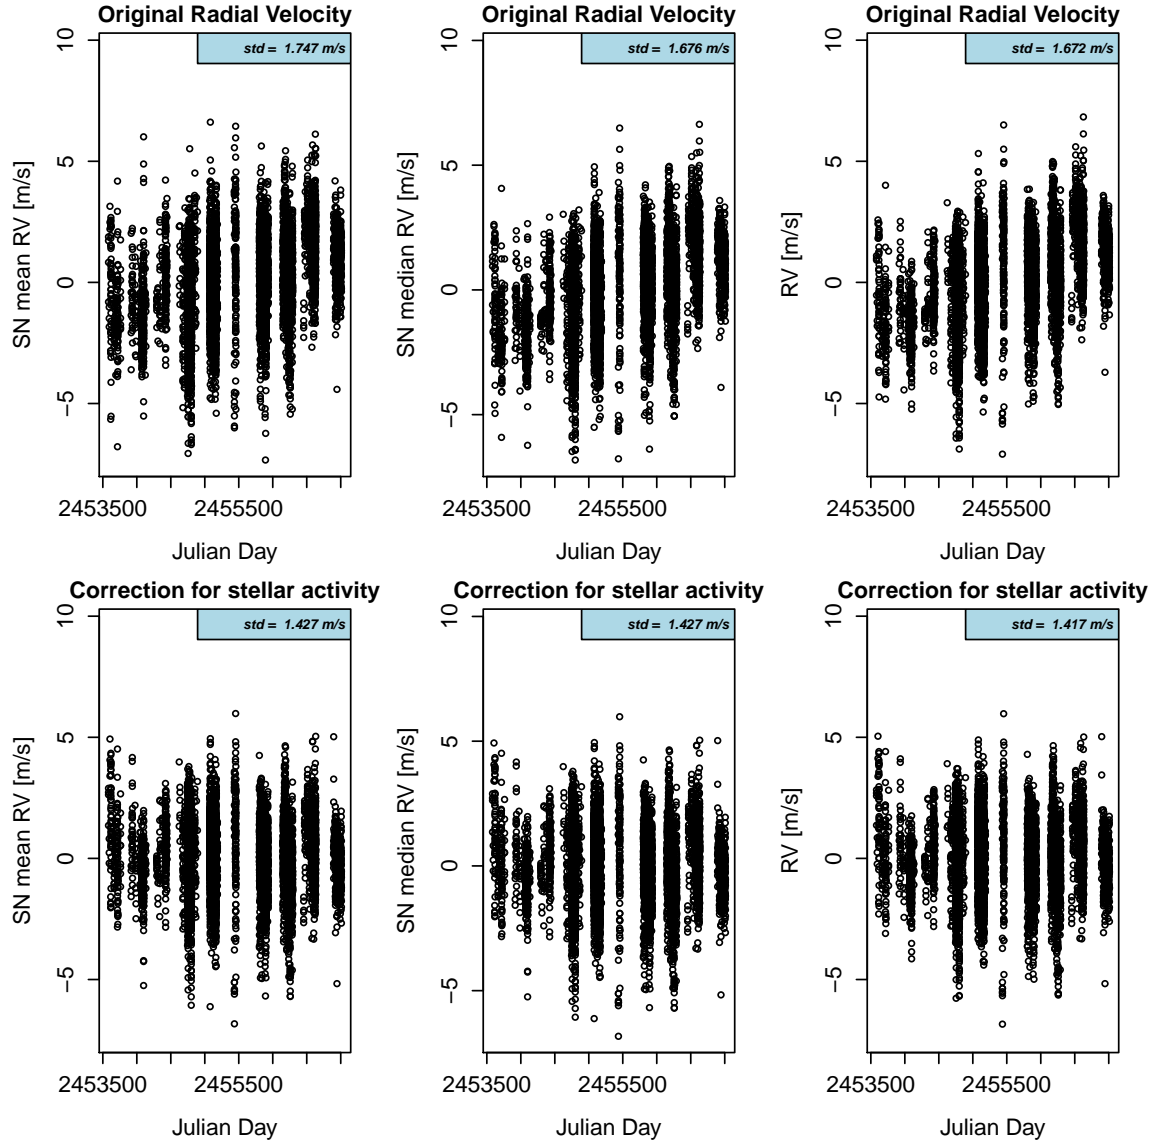 Original Radial Velocity
std = 1.747 m/s
SN mean RV [m/s]
10
5
0
−5
2453500
2455500
Julian Day
Original Radial Velocity
std = 1.676 m/s
SN median RV [m/s]
10
5
0
−5
2453500
2455500
Julian Day
Original Radial Velocity
std = 1.672 m/s
RV [m/s]
10
5
0
−5
2453500
2455500
Julian Day
Correction for stellar activity
std = 1.427 m/s
SN mean RV [m/s]
10
5
0
−5
2453500
2455500
Julian Day
Correction for stellar activity
std = 1.427 m/s
SN median RV [m/s]
10
5
0
−5
2453500
2455500
Julian Day
Correction for stellar activity
std = 1.417 m/s
RV [m/s]
10
5
0
−5
2453500
2455500
Julian Day